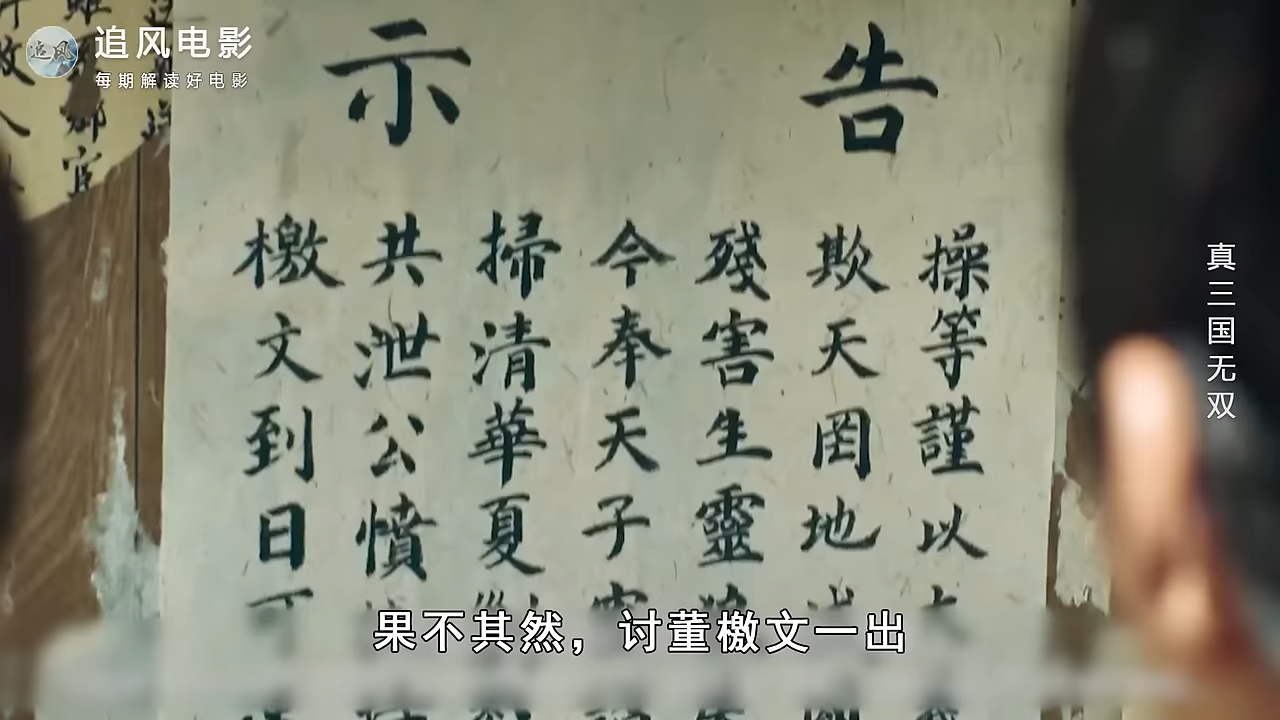 追风电影
每期解读好电影
告示
操等謹以
欺天罔地
殘害生靈
今奉天子
掃清華夏
共泄公憤
檄文到日
真三国无双
果不其然，讨董檄文一出